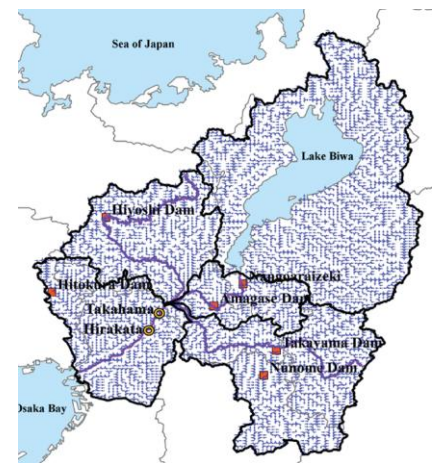 Sea of Japan
Lake Biwa
Hiyoshi Dam
Nangoaraizeki
Hitokura Dam
Amagase Dam
Takahama
Hirakata
Takayama Dam
Nunome Dam
Osaka Bay